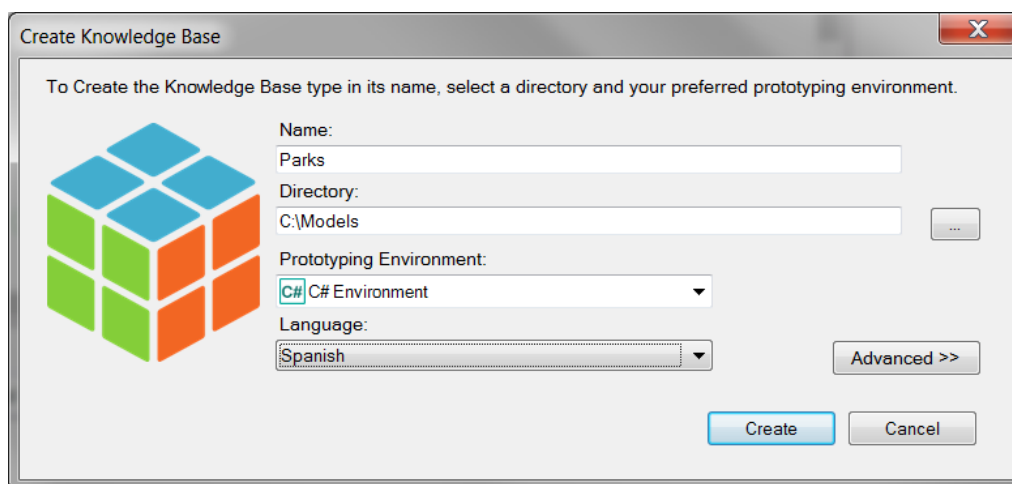 Create Knowledge Base
X
To Create the Knowledge Base type in its name, select a directory and your preferred prototyping environment.
Name:
Parks
Directory:
C:\Models
...
Prototyping Environment:
C# C# Environment
Language:
Spanish
Advanced >>
Create
Cancel